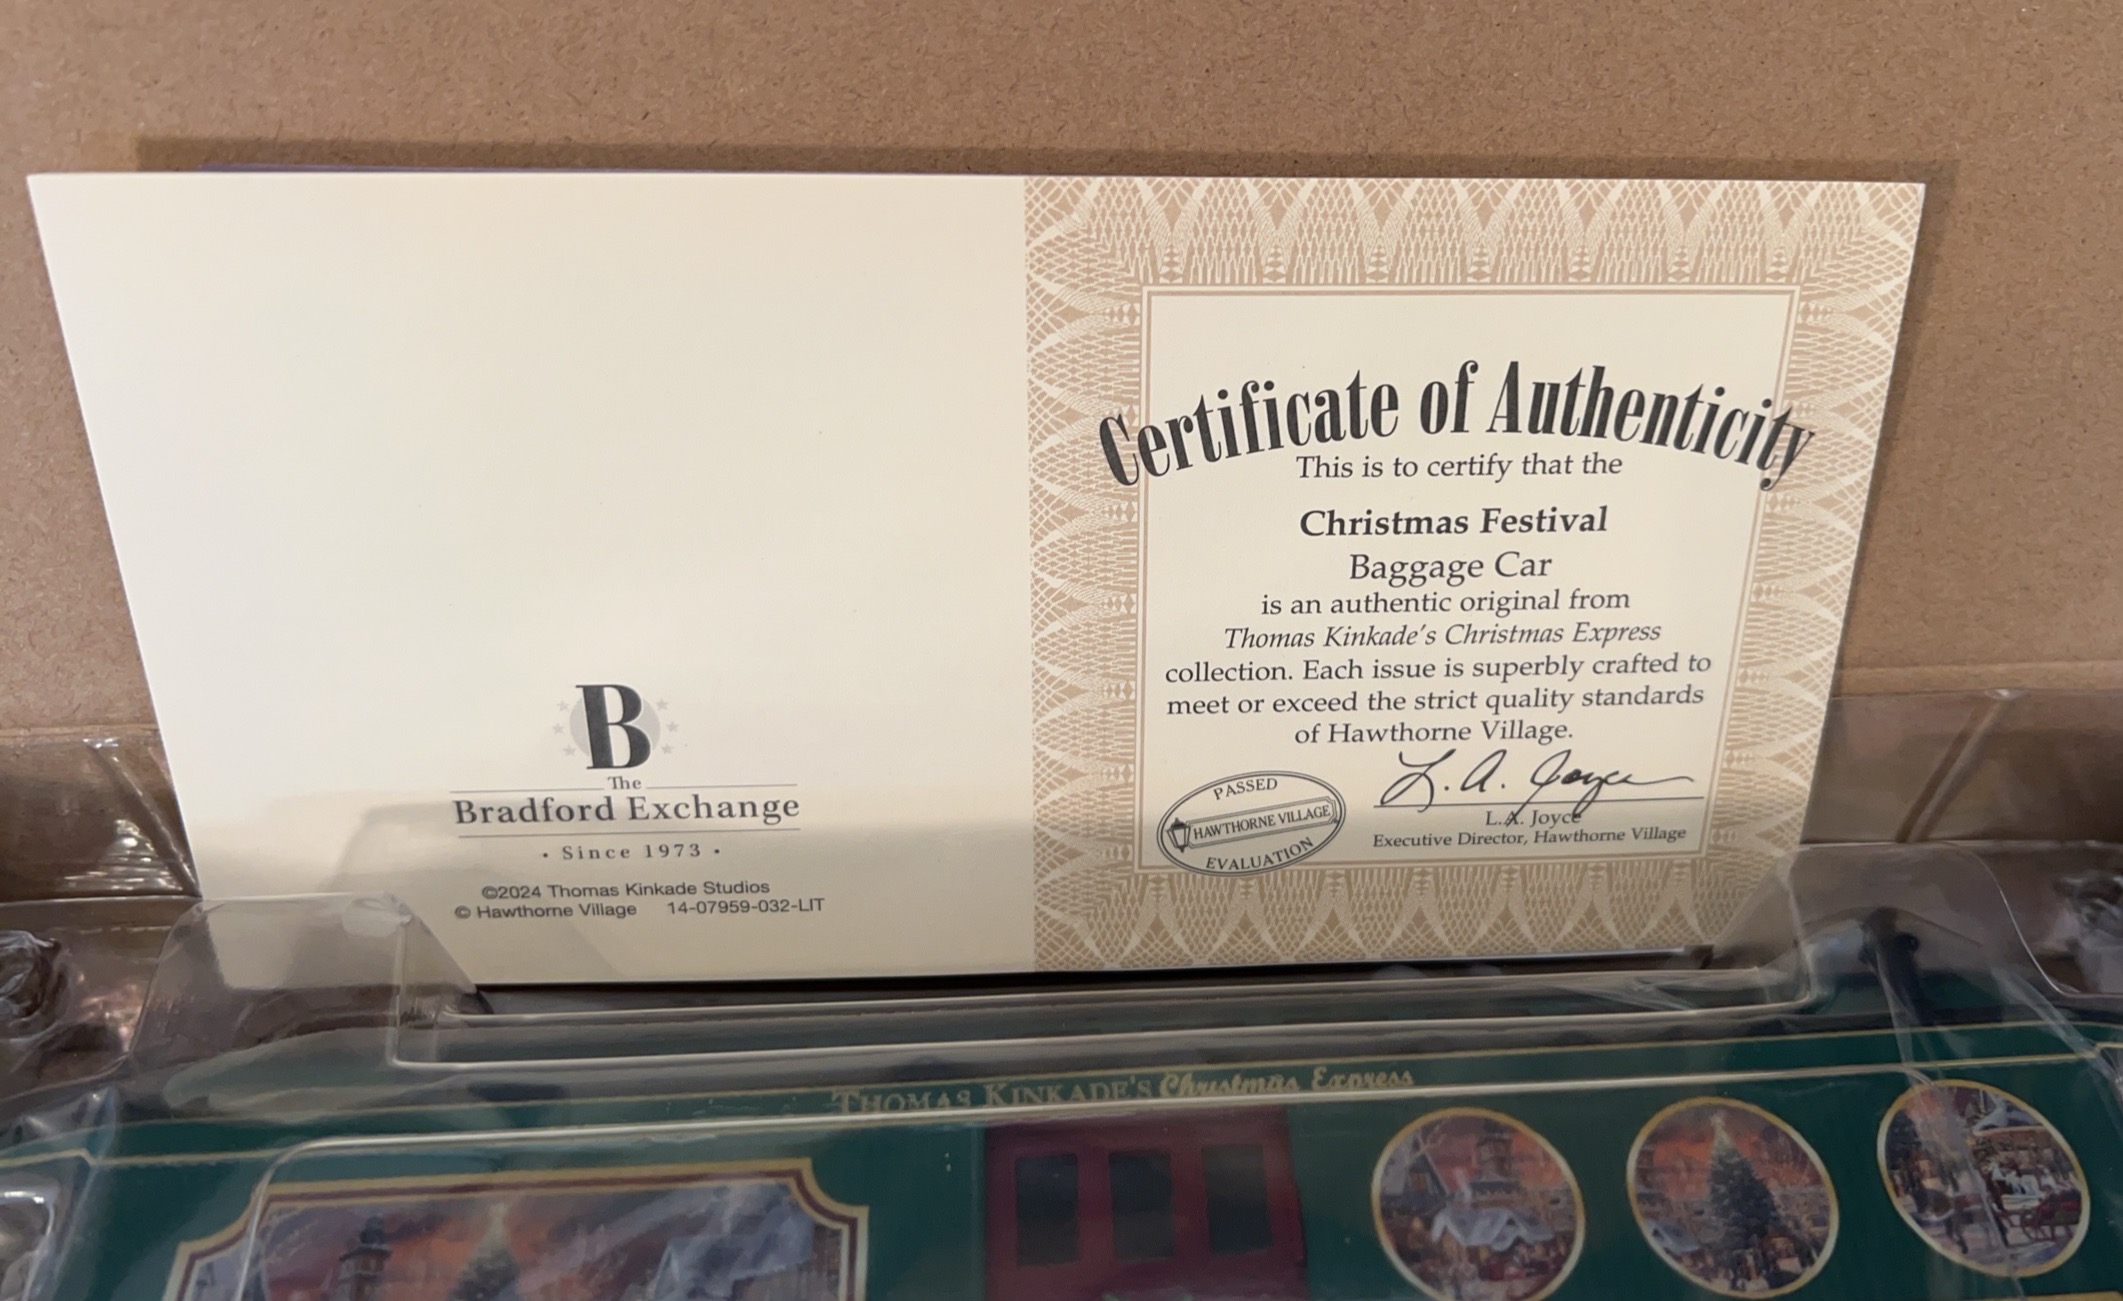 B
The
Bradford Exchange
• Since 1973 •
©2024 Thomas Kinkade Studios
© Hawthorne Village 14-07959-032-LIT
Certificate of Authenticity
This is to certify that the
Christmas Festival
Baggage Car
is an authentic original from
Thomas Kinkade's Christmas Express
collection. Each issue is superbly crafted to
meet or exceed the strict quality standards
of Hawthorne Village.
L. A. Joyce
L.A. Joyce
Executive Director, Hawthorne Village
PASSED
HAWTHORNE VILLAGE
EVALUATION
THOMAS KINKADE'S Christmas Express